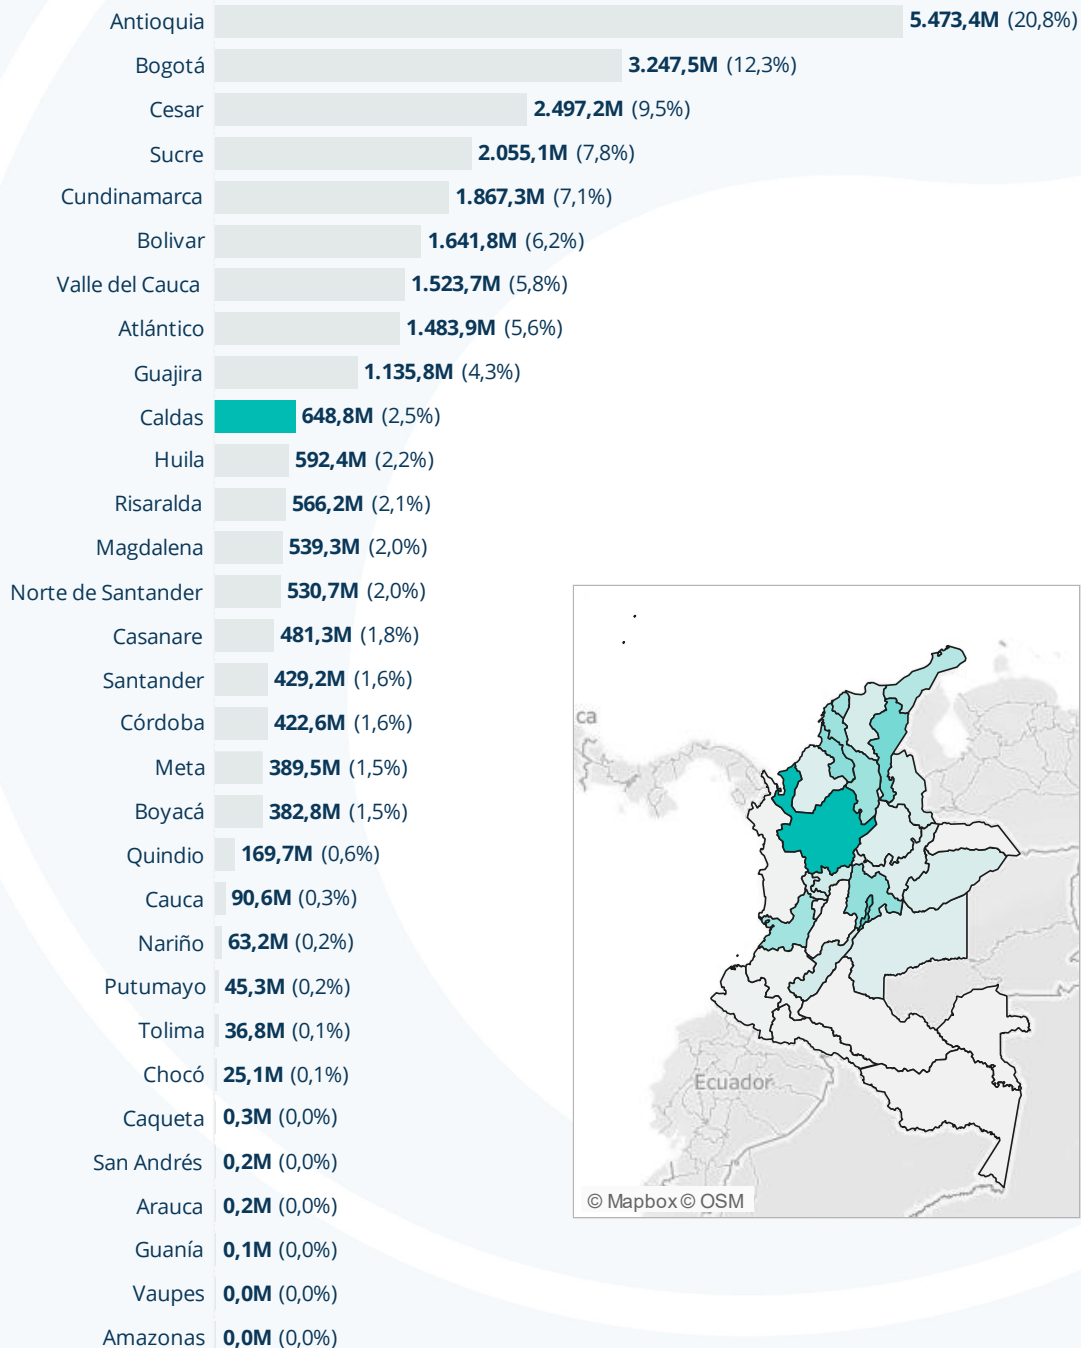 Antioquia 5.473,4M (20,8%)
Bogotá 3.247,5M (12,3%)
Cesar 2.497,2M (9,5%)
Sucre 2.055,1M (7,8%)
Cundinamarca 1.867,3M (7,1%)
Bolivar 1.641,8M (6,2%)
Valle del Cauca 1.523,7M (5,8%)
Atlántico 1.483,9M (5,6%)
Guajira 1.135,8M (4,3%)
Caldas 648,8M (2,5%)
Huila 592,4M (2,2%)
Risaralda 566,2M (2,1%)
Magdalena 539,3M (2,0%)
Norte de Santander 530,7M (2,0%)
Casanare 481,3M (1,8%)
Santander 429,2M (1,6%)
Córdoba 422,6M (1,6%)
Meta 389,5M (1,5%)
Boyacá 382,8M (1,5%)
Quindio 169,7M (0,6%)
Cauca 90,6M (0,3%)
Nariño 63,2M (0,2%)
Putumayo 45,3M (0,2%)
Tolima 36,8M (0,1%)
Chocó 25,1M (0,1%)
Caqueta 0,3M (0,0%)
San Andrés 0,2M (0,0%)
Arauca 0,2M (0,0%)
Guanía 0,1M (0,0%)
Vaupes 0,0M (0,0%)
Amazonas 0,0M (0,0%)
ca
Ecuador
© Mapbox © OSM